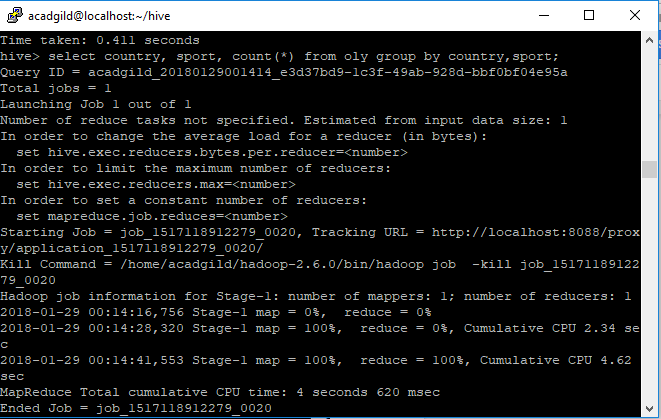 acadgild@localhost:~/hive
Time taken: 0.411 seconds
hive> select country, sport, count(*) from oly group by country,sport;
Query ID = acadgild_20180129001414_e3d37bd9-1c3f-49ab-928d-bbf0bf04e95a
Total jobs = 1
Launching Job 1 out of 1
Number of reduce tasks not specified. Estimated from input data size: 1
In order to change the average load for a reducer (in bytes):
  set hive.exec.reducers.bytes.per.reducer=<number>
In order to limit the maximum number of reducers:
  set hive.exec.reducers.max=<number>
In order to set a constant number of reducers:
  set mapreduce.job.reduces=<number>
Starting Job = job_1517118912279_0020, Tracking URL = http://localhost:8088/prox
y/application_1517118912279_0020/
Kill Command = /home/acadgild/hadoop-2.6.0/bin/hadoop job  -kill job_15171189122
79_0020
Hadoop job information for Stage-1: number of mappers: 1; number of reducers: 1
2018-01-29 00:14:16,756 Stage-1 map = 0%,  reduce = 0%
2018-01-29 00:14:28,320 Stage-1 map = 100%,  reduce = 0%, Cumulative CPU 2.34 se
c
2018-01-29 00:14:41,553 Stage-1 map = 100%,  reduce = 100%, Cumulative CPU 4.62
sec
MapReduce Total cumulative CPU time: 4 seconds 620 msec
Ended Job = job_1517118912279_0020